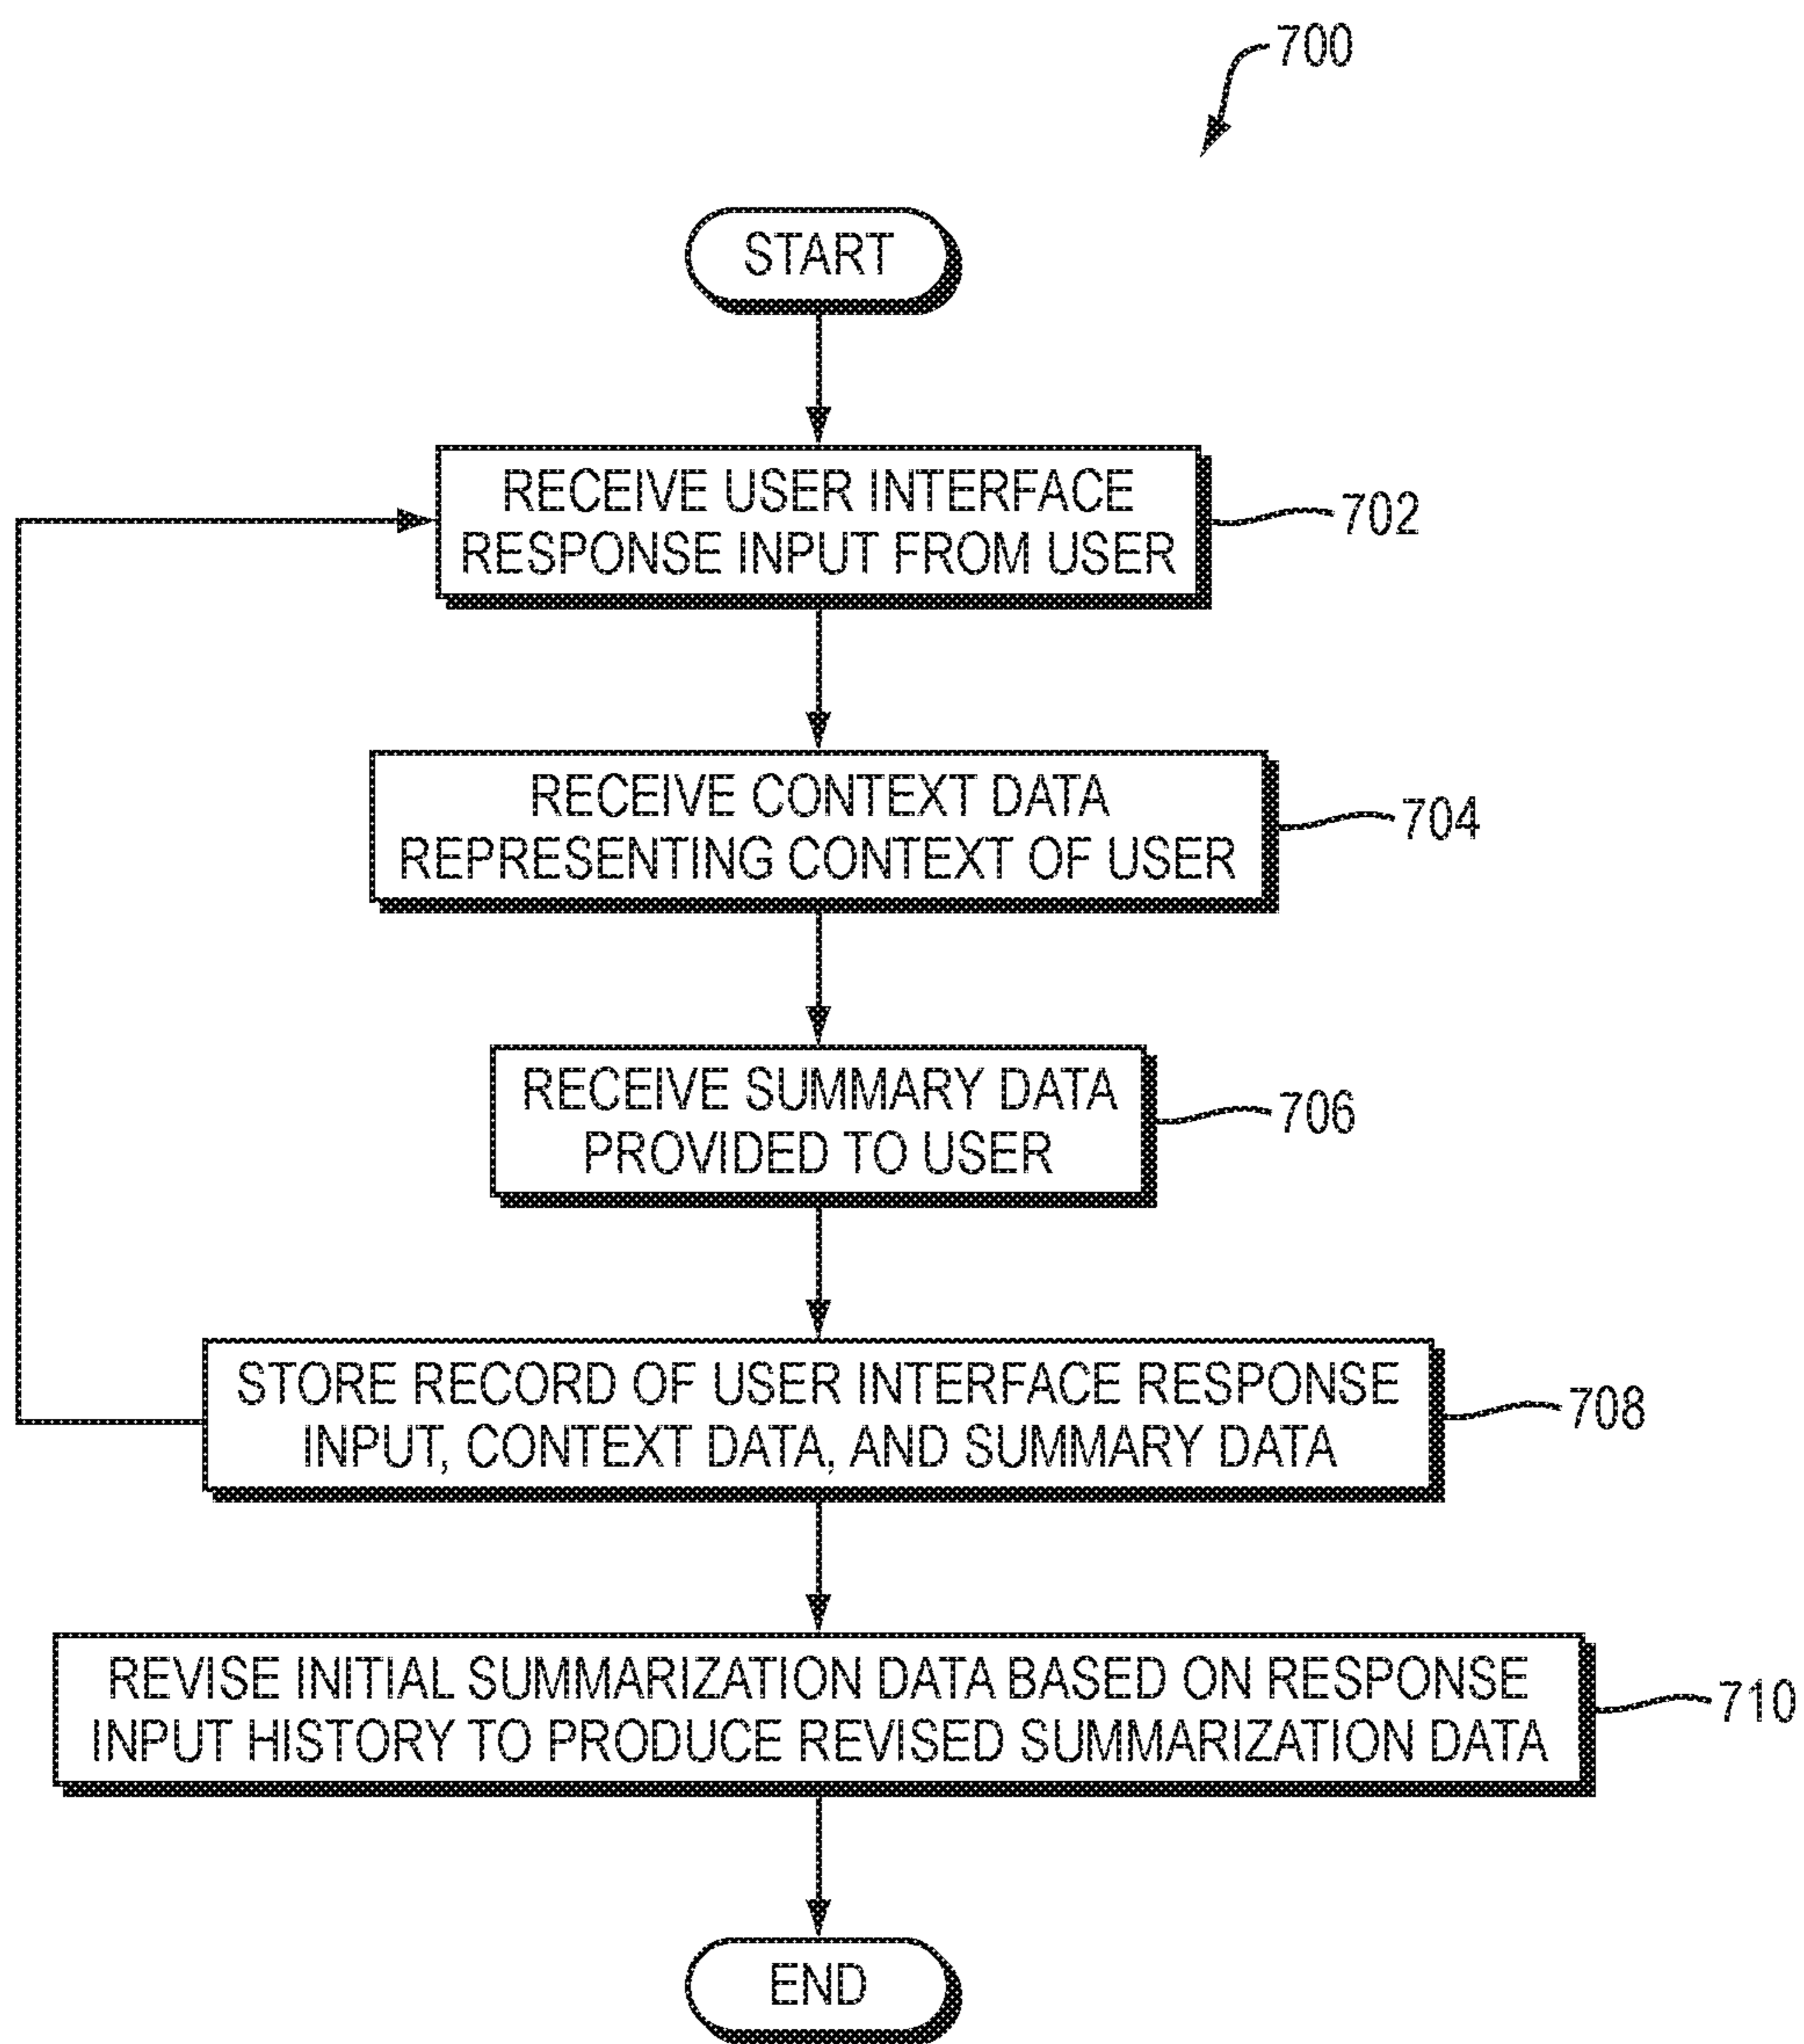 700
START
RECEIVE USER INTERFACE
RESPONSE INPUT FROM USER
702
RECEIVE CONTEXT DATA
REPRESENTING CONTEXT OF USER
704
RECEIVE SUMMARY DATA
PROVIDED TO USER
706
STORE RECORD OF USER INTERFACE RESPONSE
INPUT, CONTEXT DATA, AND SUMMARY DATA
708
REVISE INITIAL SUMMARIZATION DATA BASED ON RESPONSE
INPUT HISTORY TO PRODUCE REVISED SUMMARIZATION DATA
710
END